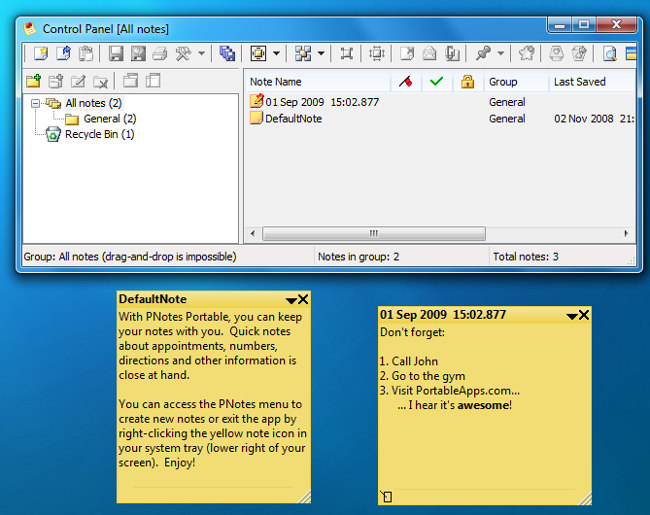 Control Panel [All notes]
Note Name Group Last Saved
All notes (2)
General (2)
Recycle Bin (1)
01 Sep 2009 15:02.877 General
DefaultNote General 02 Nov 2008 21:
Group: All notes (drag-and-drop is impossible) Notes in group: 2 Total notes: 3
DefaultNote
With PNotes Portable, you can keep
your notes with you. Quick notes
about appointments, numbers,
directions and other information is
close at hand.
You can access the PNotes menu to
create new notes or exit the app by
right-clicking the yellow note icon in
your system tray (lower right of your
screen). Enjoy!
01 Sep 2009 15:02.877
Don't forget:
1. Call John
2. Go to the gym
3. Visit PortableApps.com...
... I hear it's awesome!